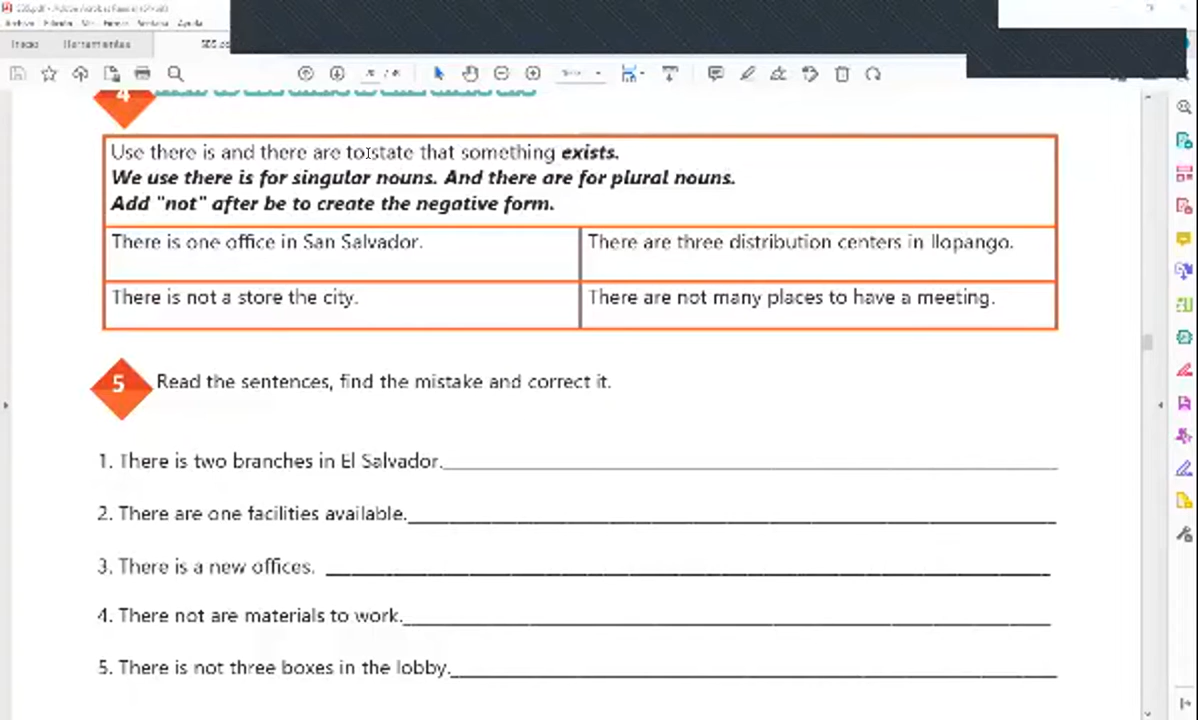 Inicio Herramientas
4
Use there is and there are to state that something exists.
We use there is for singular nouns. And there are for plural nouns.
Add "not" after be to create the negative form.
There is one office in San Salvador.
There are three distribution centers in Ilopango.
There is not a store the city.
There are not many places to have a meeting.
5 Read the sentences, find the mistake and correct it.
1. There is two branches in El Salvador.
2. There are one facilities available.
3. There is a new offices.
4. There not are materials to work.
5. There is not three boxes in the lobby.